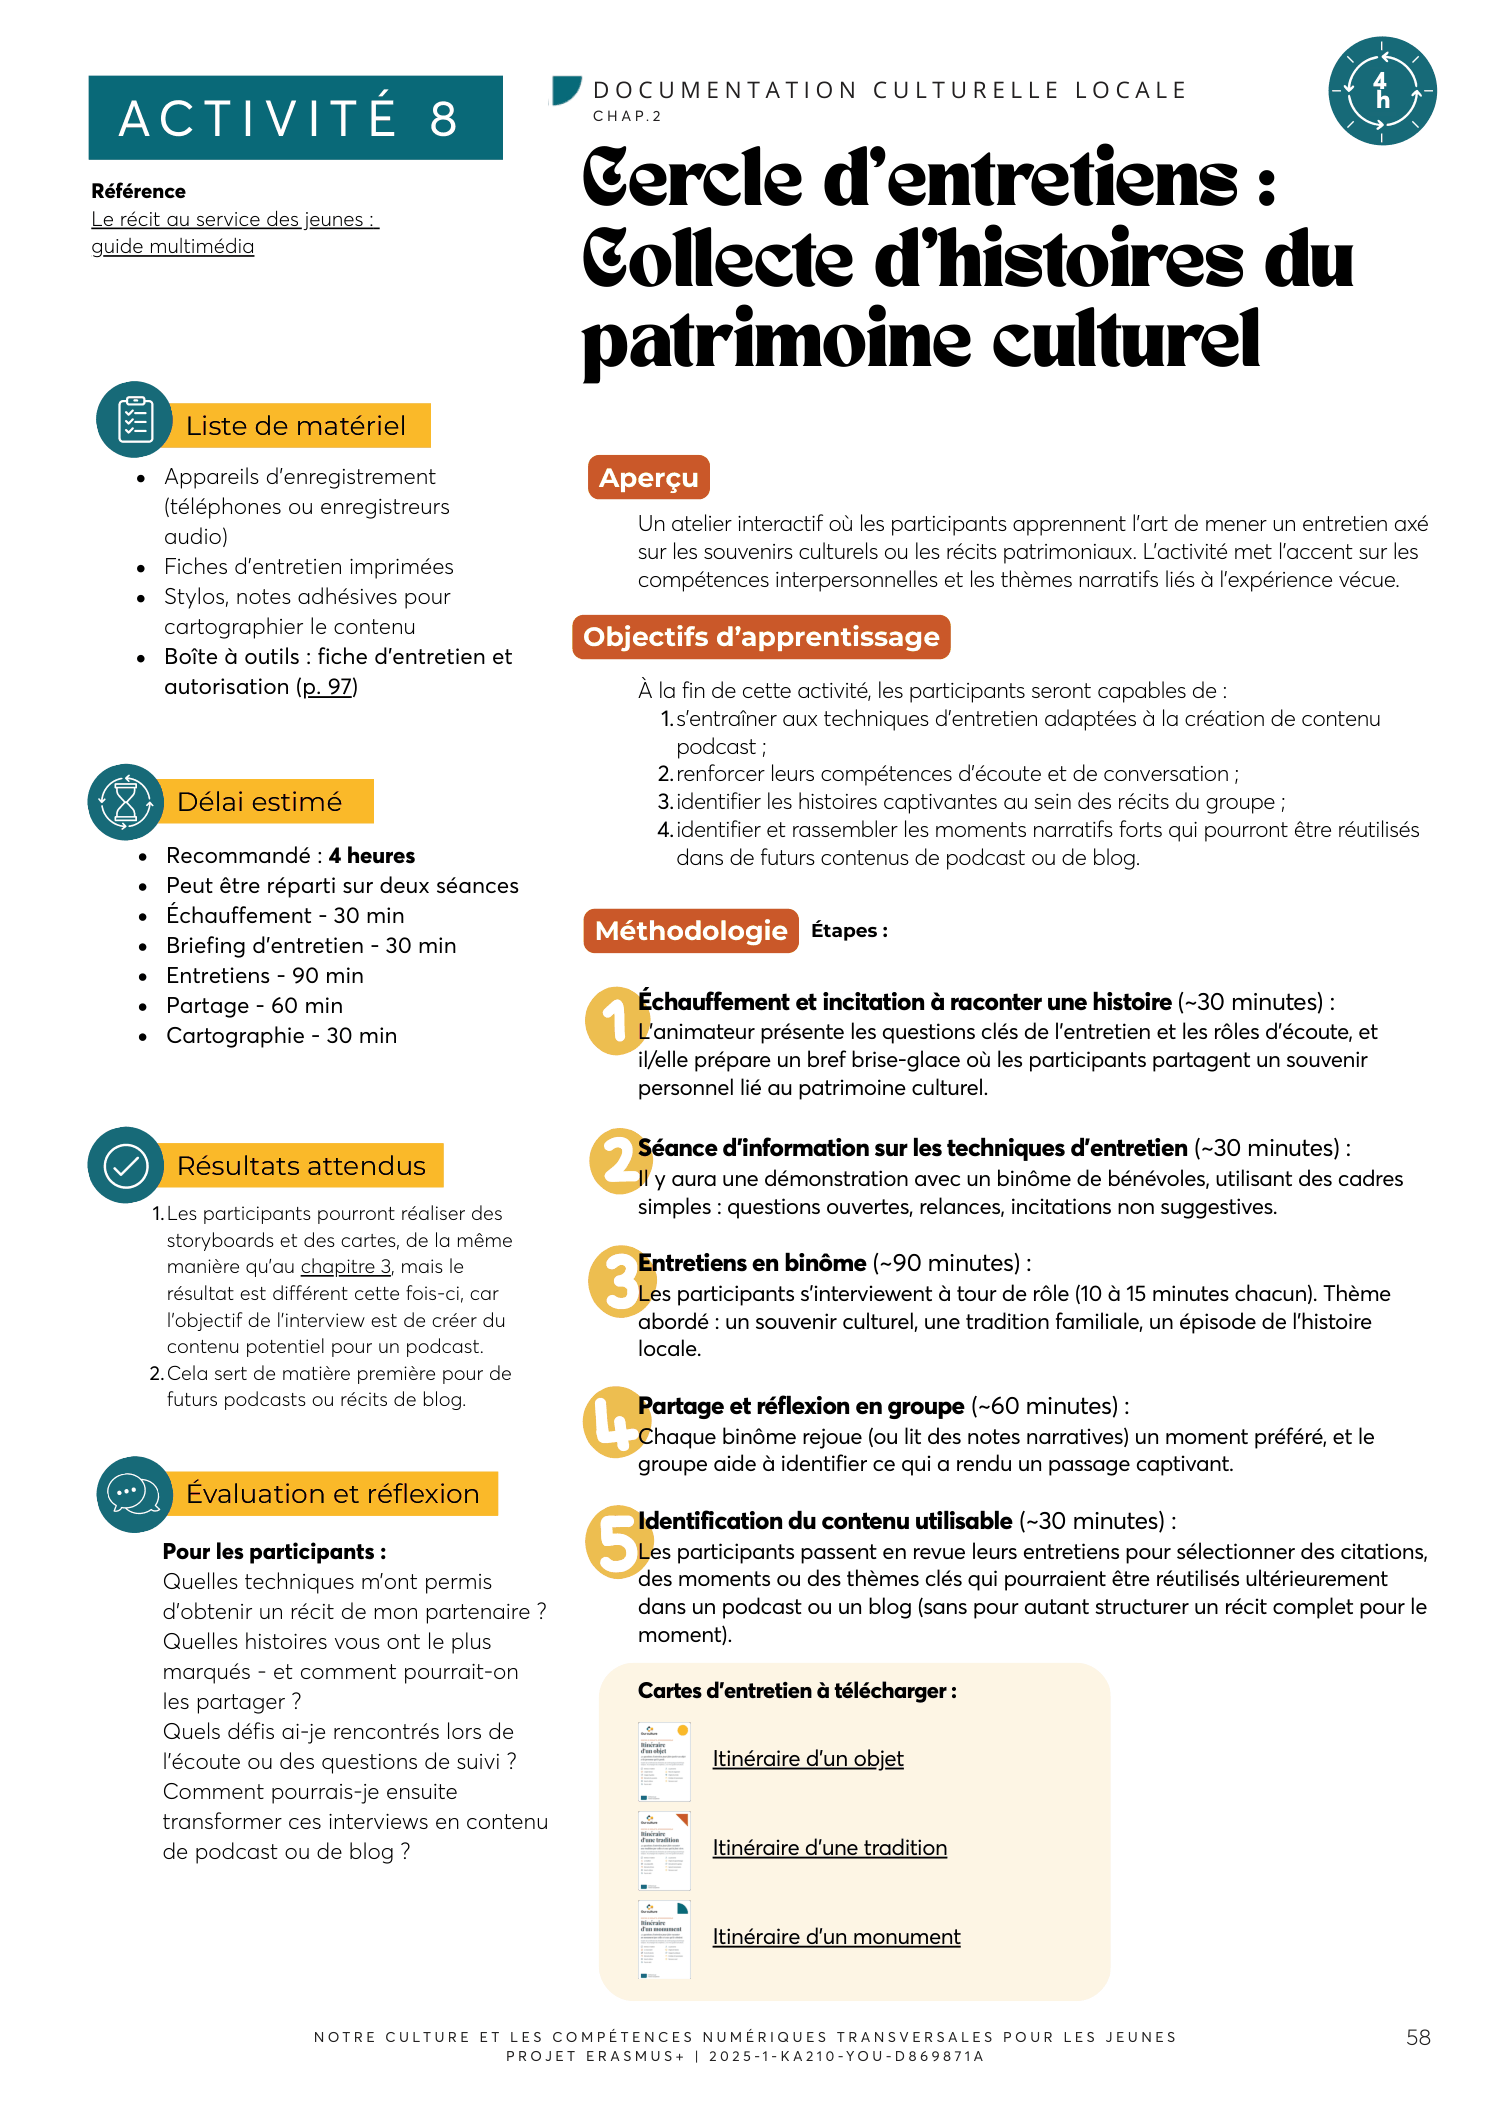 ACTIVITÉ 8
Référence
Le récit au service des jeunes :
guide multimédia
Liste de matériel
• Appareils d'enregistrement
(téléphones ou enregistreurs
audio)
• Fiches d'entretien imprimées
• Stylos, notes adhésives pour
cartographier le contenu
• Boîte à outils : fiche d'entretien et
autorisation (p. 97)
Délai estimé
• Recommandé : 4 heures
• Peut être réparti sur deux séances
• Échauffement - 30 min
• Briefing d'entretien - 30 min
• Entretiens - 90 min
• Partage - 60 min
• Cartographie - 30 min
Résultats attendus
1. Les participants pourront réaliser des
storyboards et des cartes, de la même
manière qu'au chapitre 3, mais le
résultat est différent cette fois-ci, car
l'objectif de l'interview est de créer du
contenu potentiel pour un podcast.
2. Cela sert de matière première pour de
futurs podcasts ou récits de blog.
Évaluation et réflexion
Pour les participants :
Quelles techniques m'ont permis
d'obtenir un récit de mon partenaire ?
Quelles histoires vous ont le plus
marqués - et comment pourrait-on
les partager ?
Quels défis ai-je rencontrés lors de
l'écoute ou des questions de suivi ?
Comment pourrais-je ensuite
transformer ces interviews en contenu
de podcast ou de blog ?
DOCUMENTATION CULTURELLE LOCALE
CHAP.2
4
h
Cercle d'entretiens :
Collecte d'histoires du
patrimoine culturel
Aperçu
Un atelier interactif où les participants apprennent l'art de mener un entretien axé
sur les souvenirs culturels ou les récits patrimoniaux. L'activité met l'accent sur les
compétences interpersonnelles et les thèmes narratifs liés à l'expérience vécue.
Objectifs d'apprentissage
À la fin de cette activité, les participants seront capables de :
1. s'entraîner aux techniques d'entretien adaptées à la création de contenu
podcast ;
2. renforcer leurs compétences d'écoute et de conversation ;
3. identifier les histoires captivantes au sein des récits du groupe ;
4. identifier et rassembler les moments narratifs forts qui pourront être réutilisés
dans de futurs contenus de podcast ou de blog.
Méthodologie Étapes :
1 Échauffement et incitation à raconter une histoire (~30 minutes) :
L'animateur présente les questions clés de l'entretien et les rôles d'écoute, et
il/elle prépare un bref brise-glace où les participants partagent un souvenir
personnel lié au patrimoine culturel.
2 Séance d'information sur les techniques d'entretien (~30 minutes) :
Il y aura une démonstration avec un binôme de bénévoles, utilisant des cadres
simples : questions ouvertes, relances, incitations non suggestives.
3 Entretiens en binôme (~90 minutes) :
Les participants s'interviewent à tour de rôle (10 à 15 minutes chacun). Thème
abordé : un souvenir culturel, une tradition familiale, un épisode de l'histoire
locale.
4 Partage et réflexion en groupe (~60 minutes) :
Chaque binôme rejoue (ou lit des notes narratives) un moment préféré, et le
groupe aide à identifier ce qui a rendu un passage captivant.
5 Identification du contenu utilisable (~30 minutes) :
Les participants passent en revue leurs entretiens pour sélectionner des citations,
des moments ou des thèmes clés qui pourraient être réutilisés ultérieurement
dans un podcast ou un blog (sans pour autant structurer un récit complet pour le
moment).
Cartes d'entretien à télécharger :
Itinéraire
d'un objet
Itinéraire d'un objet
Itinéraire
d'une tradition
Itinéraire d'une tradition
Itinéraire
d'un monument
Itinéraire d'un monument
NOTRE CULTURE ET LES COMPÉTENCES NUMÉRIQUES TRANSVERSALES POUR LES JEUNES
PROJET ERASMUS+ | 2025-1-KA210-YOU-D869871A
58